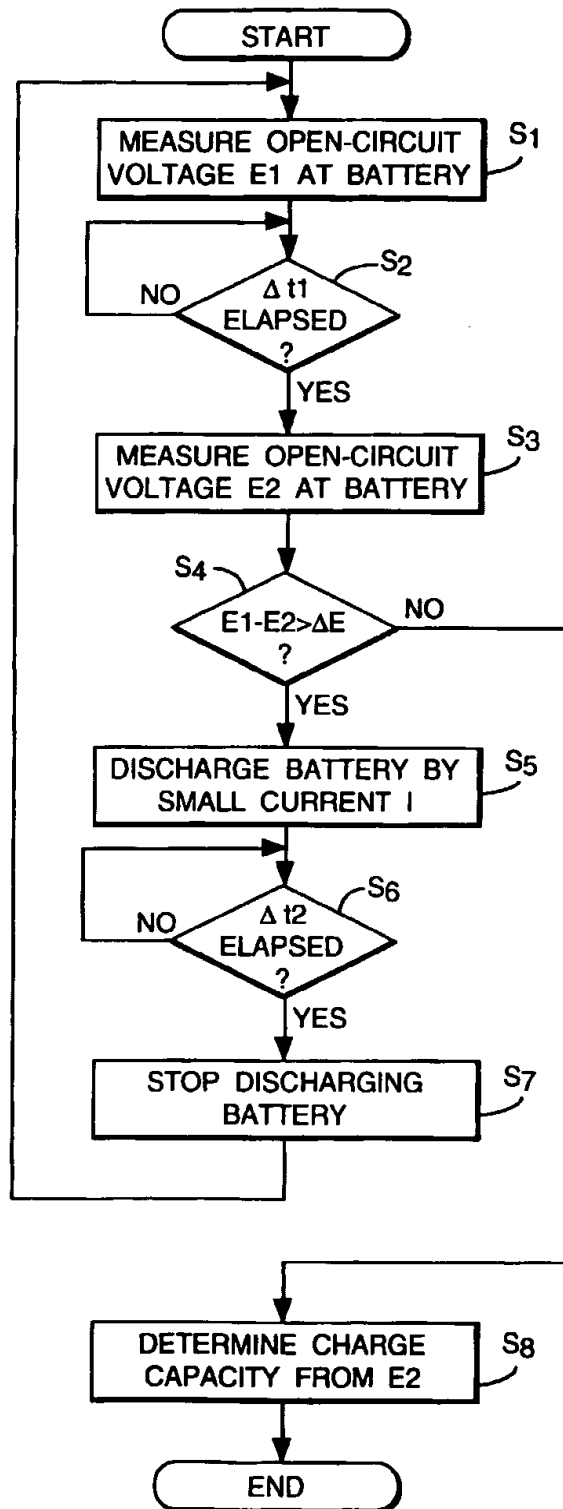 START
MEASURE OPEN-CIRCUIT
VOLTAGE E1 AT BATTERY
S1
S2
Δ t1
ELAPSED
?
NO
YES
MEASURE OPEN-CIRCUIT
VOLTAGE E2 AT BATTERY
S3
S4
E1-E2>ΔE
?
NO
YES
DISCHARGE BATTERY BY
SMALL CURRENT I
S5
S6
Δ t2
ELAPSED
?
NO
YES
STOP DISCHARGING
BATTERY
S7
DETERMINE CHARGE
CAPACITY FROM E2
S8
END